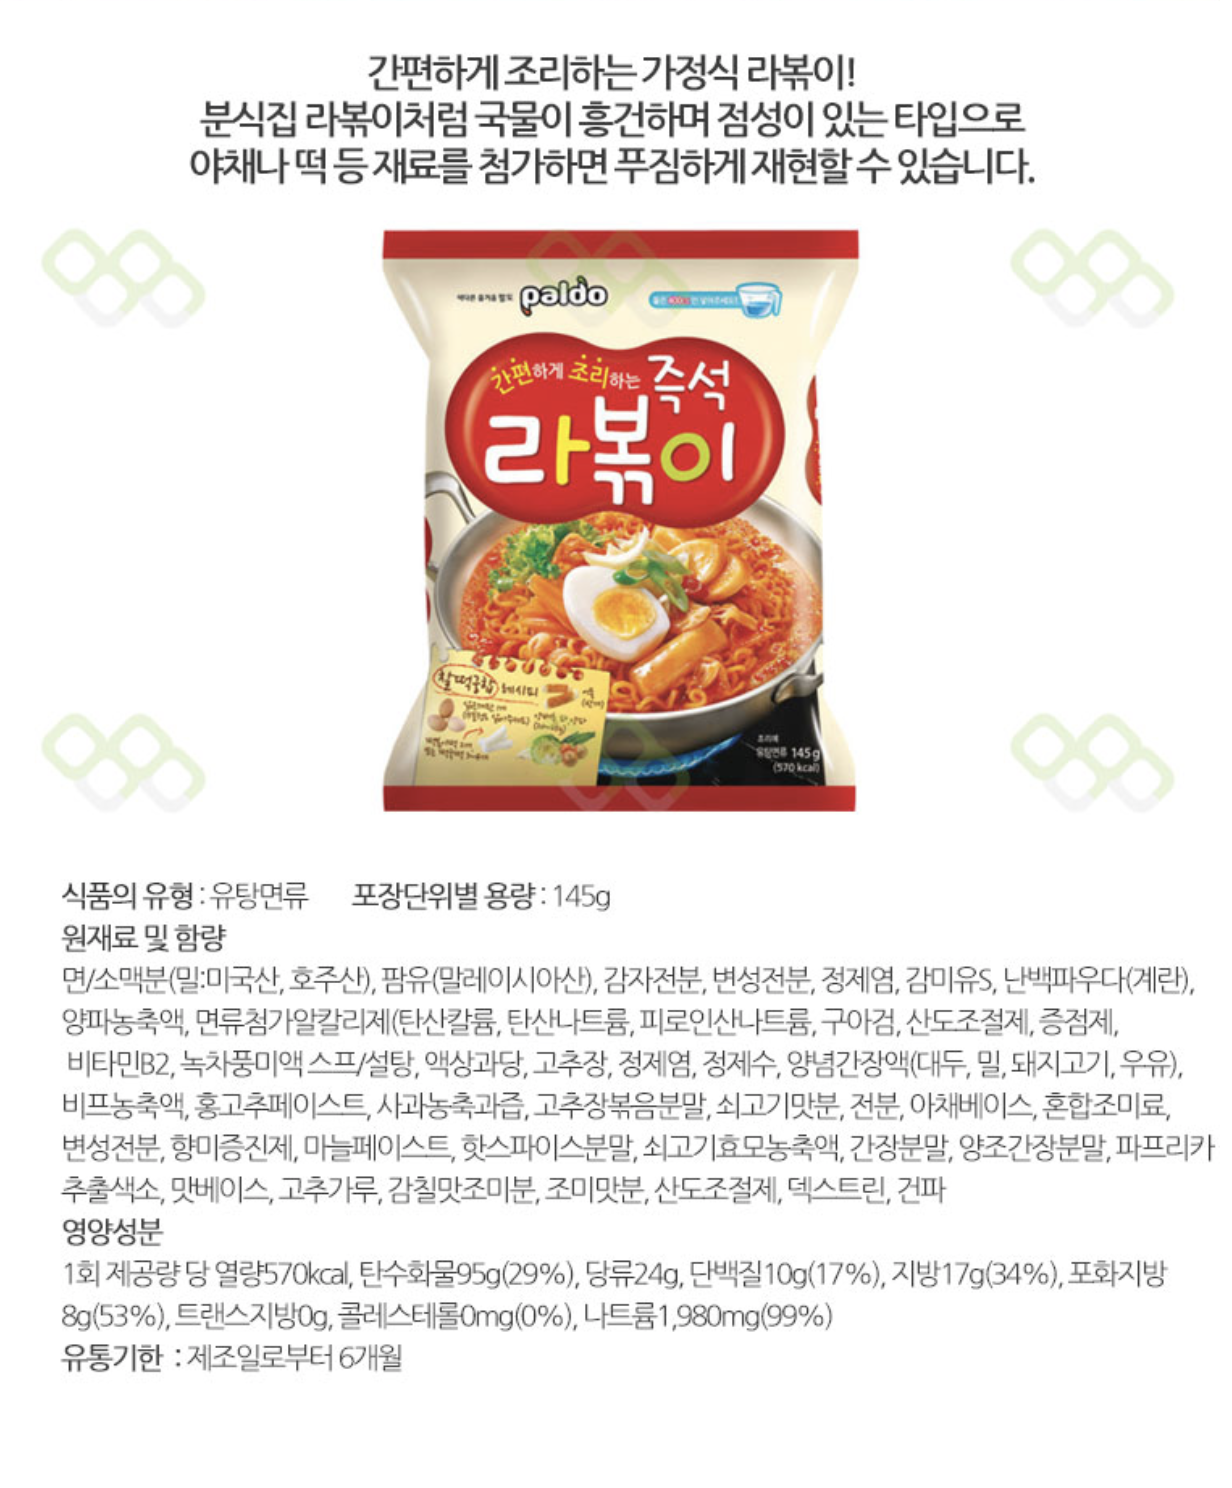 간편하게 조리하는 가정식 라볶이!
분식집 라볶이처럼 국물이 흥건하며 점성이 있는 타입으로
야채나 떡 등 재료를 첨가하면 푸짐하게 재현할 수 있습니다.
paldo
간편하게 조리하는 즉석
라볶이
찰떡궁합 레시피
조리예
유탕면류 145g
(570 kcal)
식품의 유형 : 유탕면류 포장단위별 용량 : 145g
원재료 및 함량
면/소맥분(밀:미국산, 호주산), 팜유(말레이시아산), 감자전분, 변성전분, 정제염, 감미유S, 난백파우다(계란),
양파농축액, 면류첨가알칼리제(탄산칼륨, 탄산나트륨, 피로인산나트륨, 구아검, 산도조절제, 증점제,
비타민B2, 녹차풍미액 스프/설탕, 액상과당, 고추장, 정제염, 정제수, 양념간장액(대두, 밀, 돼지고기, 우유),
비프농축액, 홍고추페이스트, 사과농축과즙, 고추장볶음분말, 쇠고기맛분, 전분, 아채베이스, 혼합조미료,
변성전분, 향미증진제, 마늘페이스트, 핫스파이스분말, 쇠고기효모농축액, 간장분말, 양조간장분말, 파프리카
추출색소, 맛베이스, 고추가루, 감칠맛조미분, 조미맛분, 산도조절제, 덱스트린, 건파
영양성분
1회 제공량 당 열량570kcal, 탄수화물95g(29%), 당류24g, 단백질10g(17%), 지방17g(34%), 포화지방
8g(53%), 트랜스지방0g, 콜레스테롤0mg(0%), 나트륨1,980mg(99%)
유통기한 : 제조일로부터 6개월